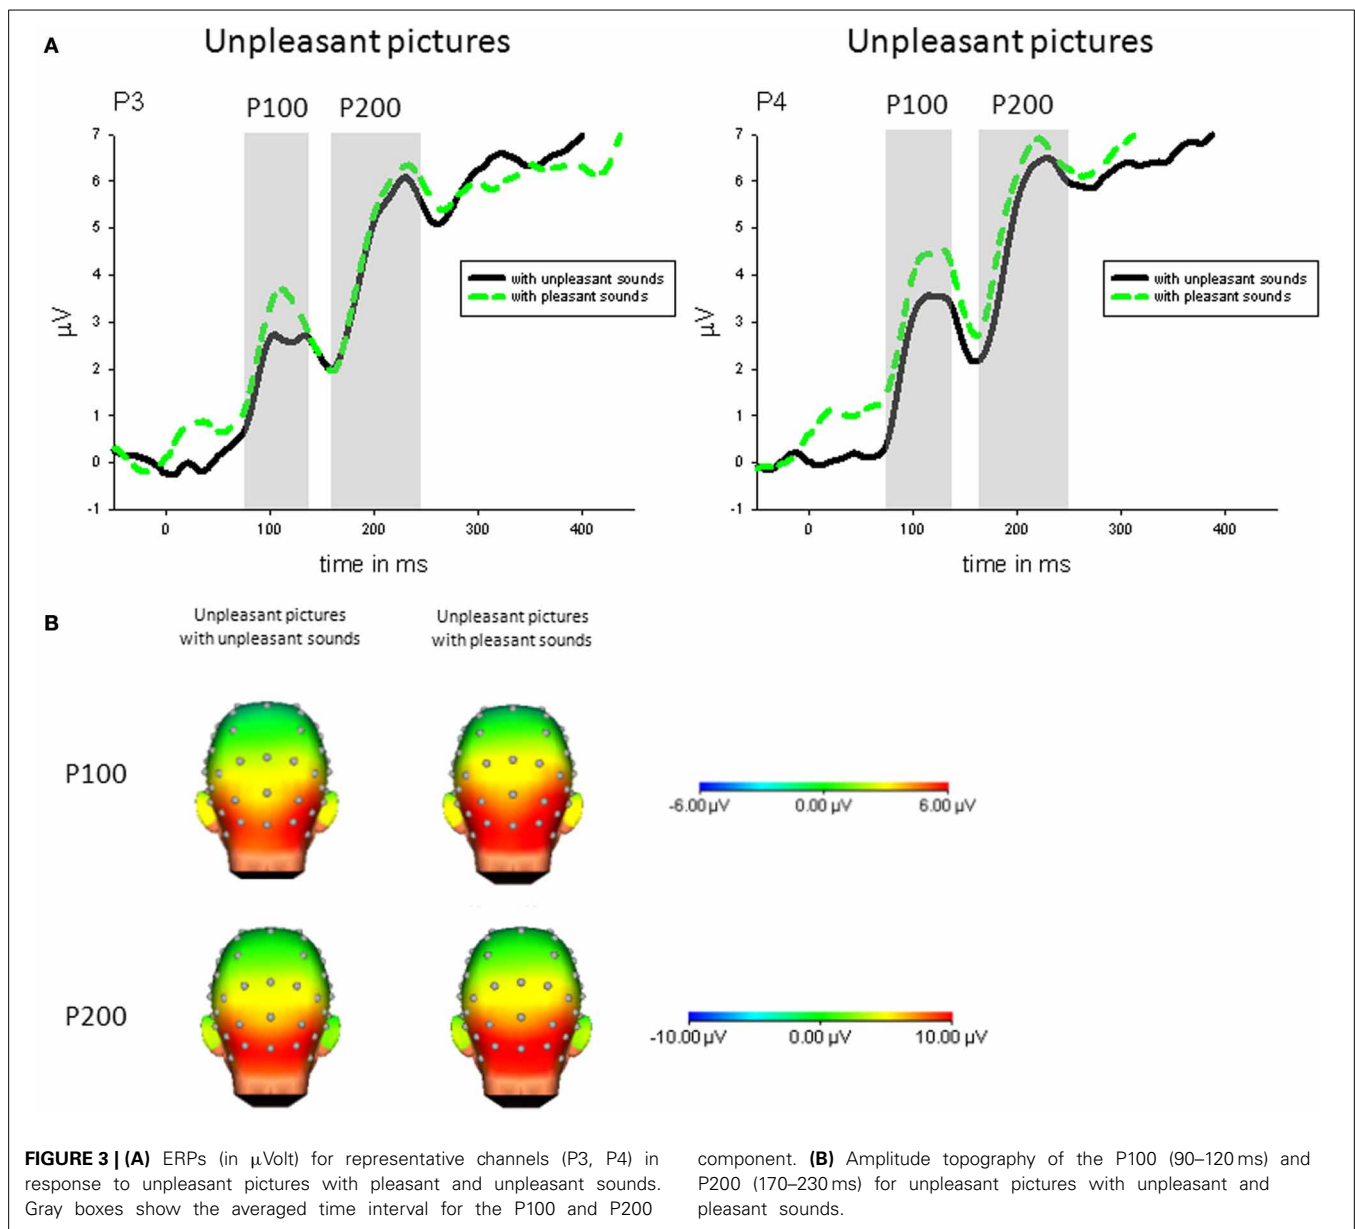 A
Unpleasant pictures
P3
P100
P200
7
6
5
4
3
2
1
0
-1
μV
with unpleasant sounds
with pleasant sounds
0 100 200 300 400
time in ms
Unpleasant pictures
P4
P100
P200
7
6
5
4
3
2
1
0
-1
μV
with unpleasant sounds
with pleasant sounds
0 100 200 300 400
time in ms
B
Unpleasant pictures
with unpleasant sounds
Unpleasant pictures
with pleasant sounds
P100
-6.00 μV 0.00 μV 6.00 μV
P200
-10.00 μV 0.00 μV 10.00 μV
FIGURE 3 | (A) ERPs (in μVolt) for representative channels (P3, P4) in
response to unpleasant pictures with pleasant and unpleasant sounds.
Gray boxes show the averaged time interval for the P100 and P200
component. (B) Amplitude topography of the P100 (90–120 ms) and
P200 (170–230 ms) for unpleasant pictures with unpleasant and
pleasant sounds.